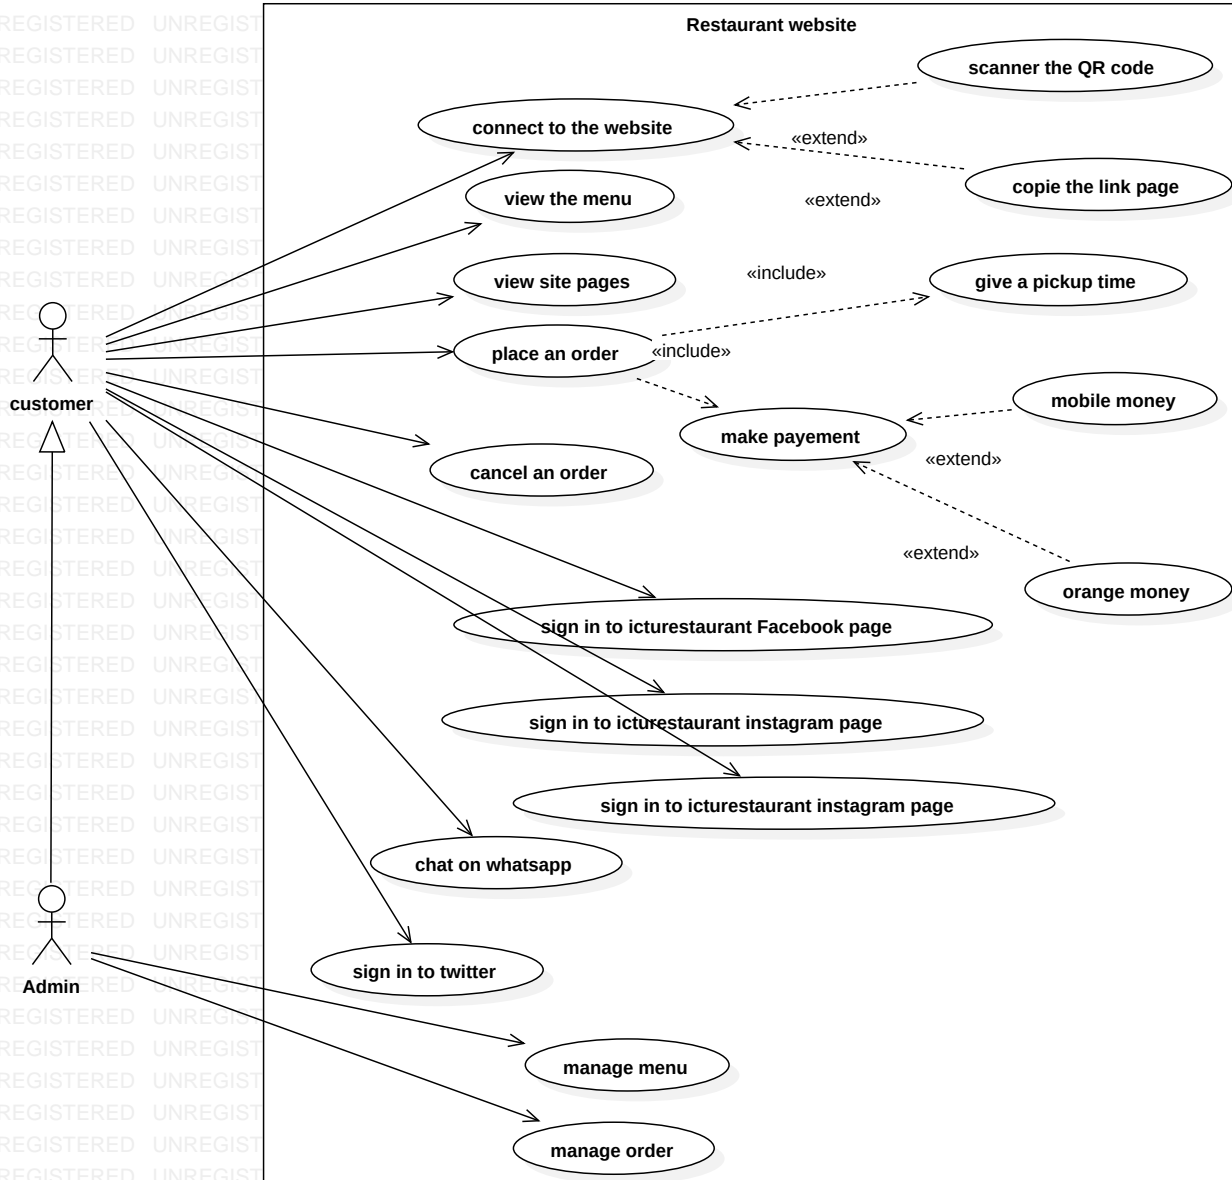 Restaurant website
scanner the QR code
connect to the website
«extend»
copie the link page
view the menu
«extend»
«include»
view site pages
give a pickup time
place an order
«include»
customer
mobile money
make payement
cancel an order
«extend»
«extend»
orange money
sign in to icturestaurant Facebook page
sign in to icturestaurant instagram page
sign in to icturestaurant instagram page
chat on whatsapp
sign in to twitter
Admin
manage menu
manage order